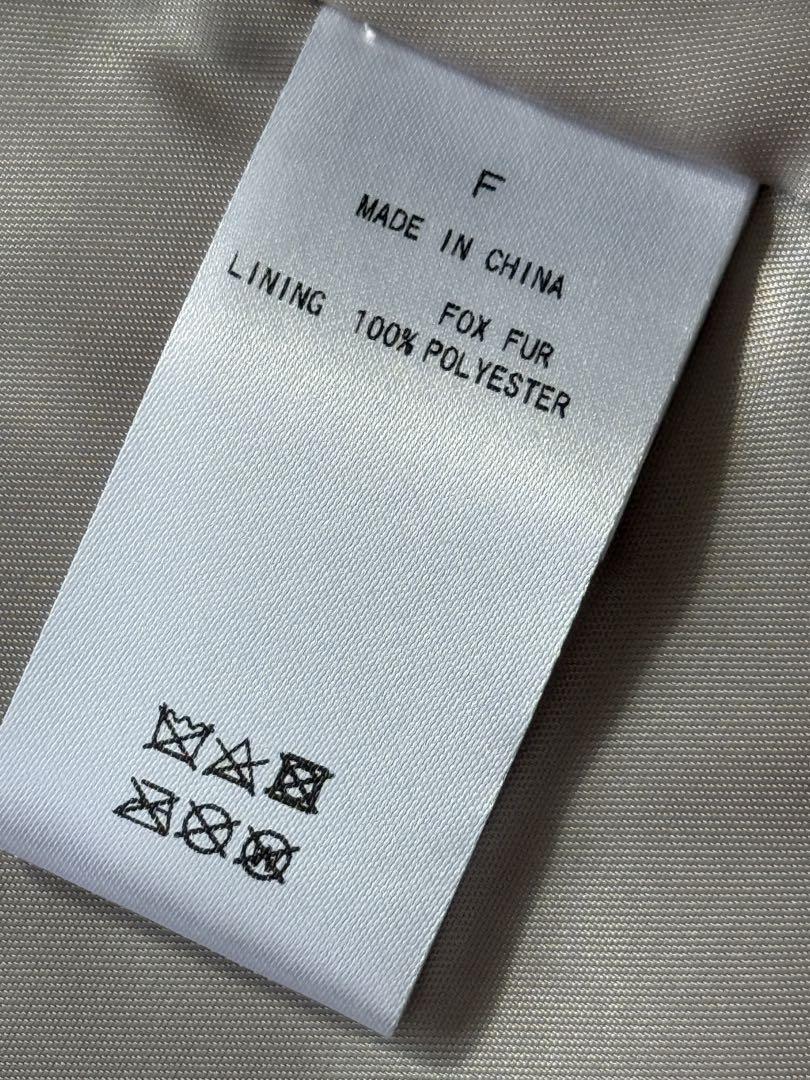 F
MADE IN CHINA
FOX FUR
LINING 100% POLYESTER